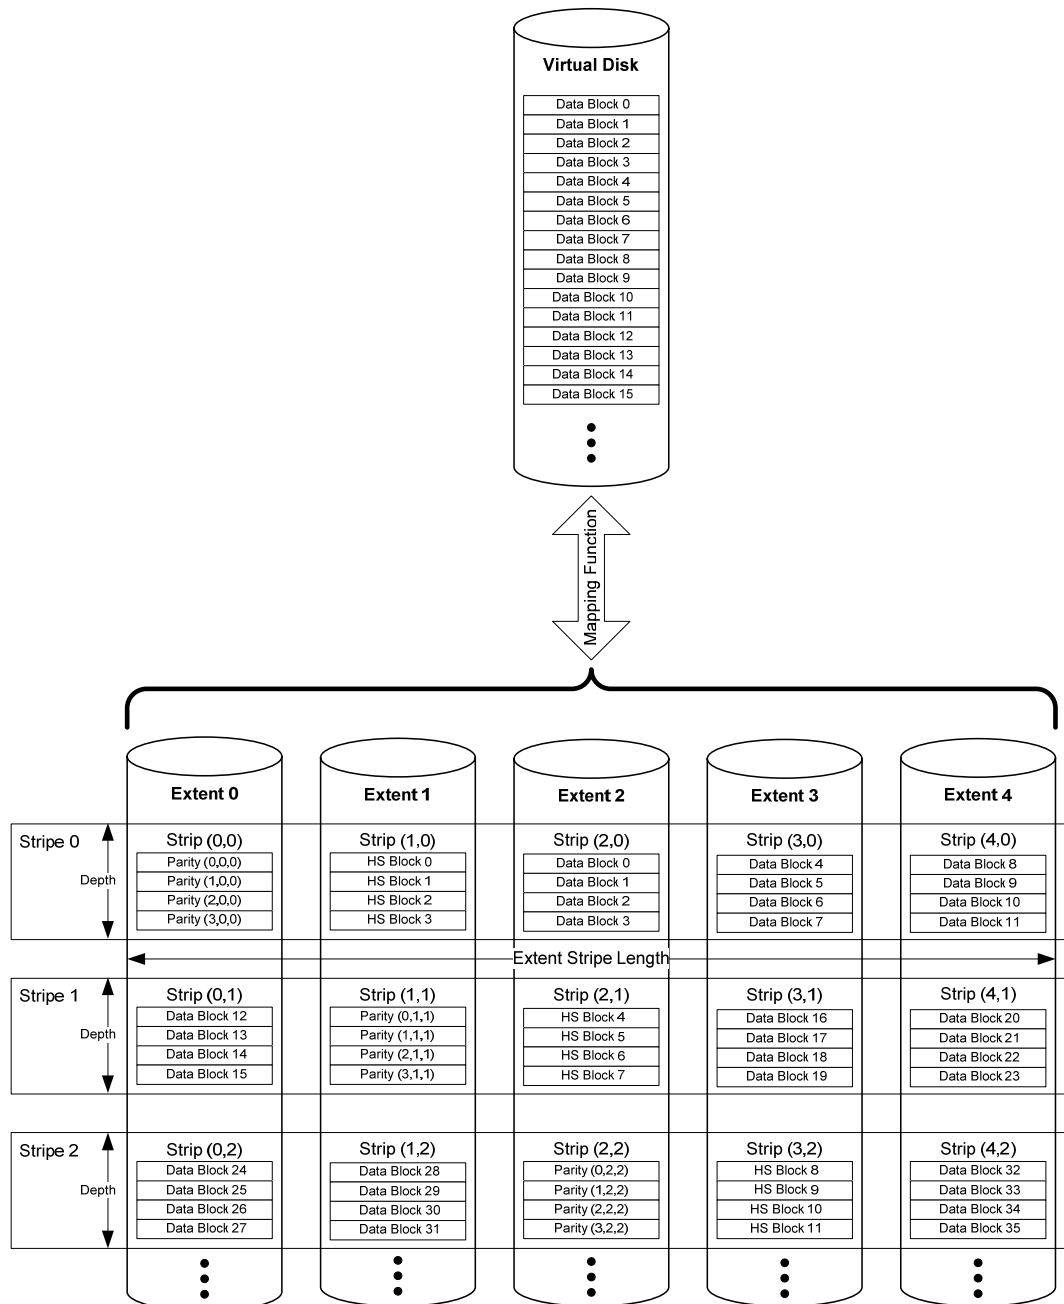 Virtual Disk
Data Block 0
Data Block 1
Data Block 2
Data Block 3
Data Block 4
Data Block 5
Data Block 6
Data Block 7
Data Block 8
Data Block 9
Data Block 10
Data Block 11
Data Block 12
Data Block 13
Data Block 14
Data Block 15
Mapping Function
Extent 0
Extent 1
Extent 2
Extent 3
Extent 4
Stripe 0
Depth
Strip (0,0)
Parity (0,0,0)
Parity (1,0,0)
Parity (2,0,0)
Parity (3,0,0)
Strip (1,0)
HS Block 0
HS Block 1
HS Block 2
HS Block 3
Strip (2,0)
Data Block 0
Data Block 1
Data Block 2
Data Block 3
Strip (3,0)
Data Block 4
Data Block 5
Data Block 6
Data Block 7
Strip (4,0)
Data Block 8
Data Block 9
Data Block 10
Data Block 11
Extent Stripe Length
Stripe 1
Depth
Strip (0,1)
Data Block 12
Data Block 13
Data Block 14
Data Block 15
Strip (1,1)
Parity (0,1,1)
Parity (1,1,1)
Parity (2,1,1)
Parity (3,1,1)
Strip (2,1)
HS Block 4
HS Block 5
HS Block 6
HS Block 7
Strip (3,1)
Data Block 16
Data Block 17
Data Block 18
Data Block 19
Strip (4,1)
Data Block 20
Data Block 21
Data Block 22
Data Block 23
Stripe 2
Depth
Strip (0,2)
Data Block 24
Data Block 25
Data Block 26
Data Block 27
Strip (1,2)
Data Block 28
Data Block 29
Data Block 30
Data Block 31
Strip (2,2)
Parity (0,2,2)
Parity (1,2,2)
Parity (2,2,2)
Parity (3,2,2)
Strip (3,2)
HS Block 8
HS Block 9
HS Block 10
HS Block 11
Strip (4,2)
Data Block 32
Data Block 33
Data Block 34
Data Block 35